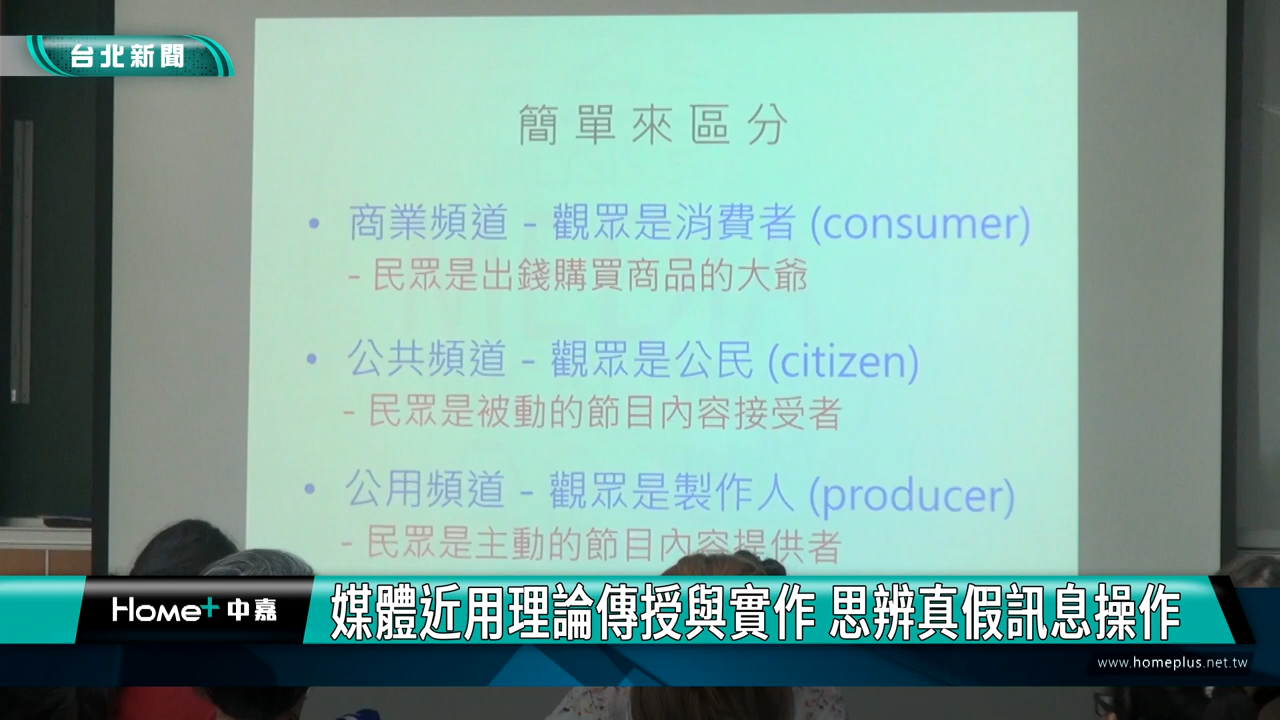 台北新聞
簡單來區分
• 商業頻道 - 觀眾是消費者 (consumer)
- 民眾是出錢購買商品的大爺
• 公共頻道 - 觀眾是公民 (citizen)
- 民眾是被動的節目內容接受者
• 公用頻道 - 觀眾是製作人 (producer)
- 民眾是主動的節目內容提供者
Home+ 中嘉
媒體近用理論傳授與實作 思辨真假訊息操作
www.homeplus.net.tw